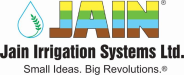 JAIN®
Jain Irrigation Systems Ltd.
Small Ideas. Big Revolutions.®